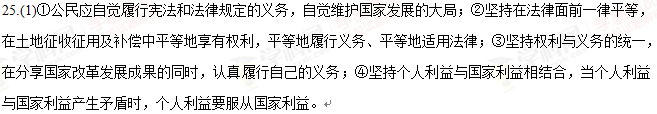 25.(1)①公民应自觉履行宪法和法律规定的义务，自觉维护国家发展的大局；②坚持在法律面前一律平等，
在土地征收征用及补偿中平等地享有权利，平等地履行义务、平等地适用法律；③坚持权利与义务的统一，
在分享国家改革发展成果的同时，认真履行自己的义务；④坚持个人利益与国家利益相结合，当个人利益
与国家利益产生矛盾时，个人利益要服从国家利益。